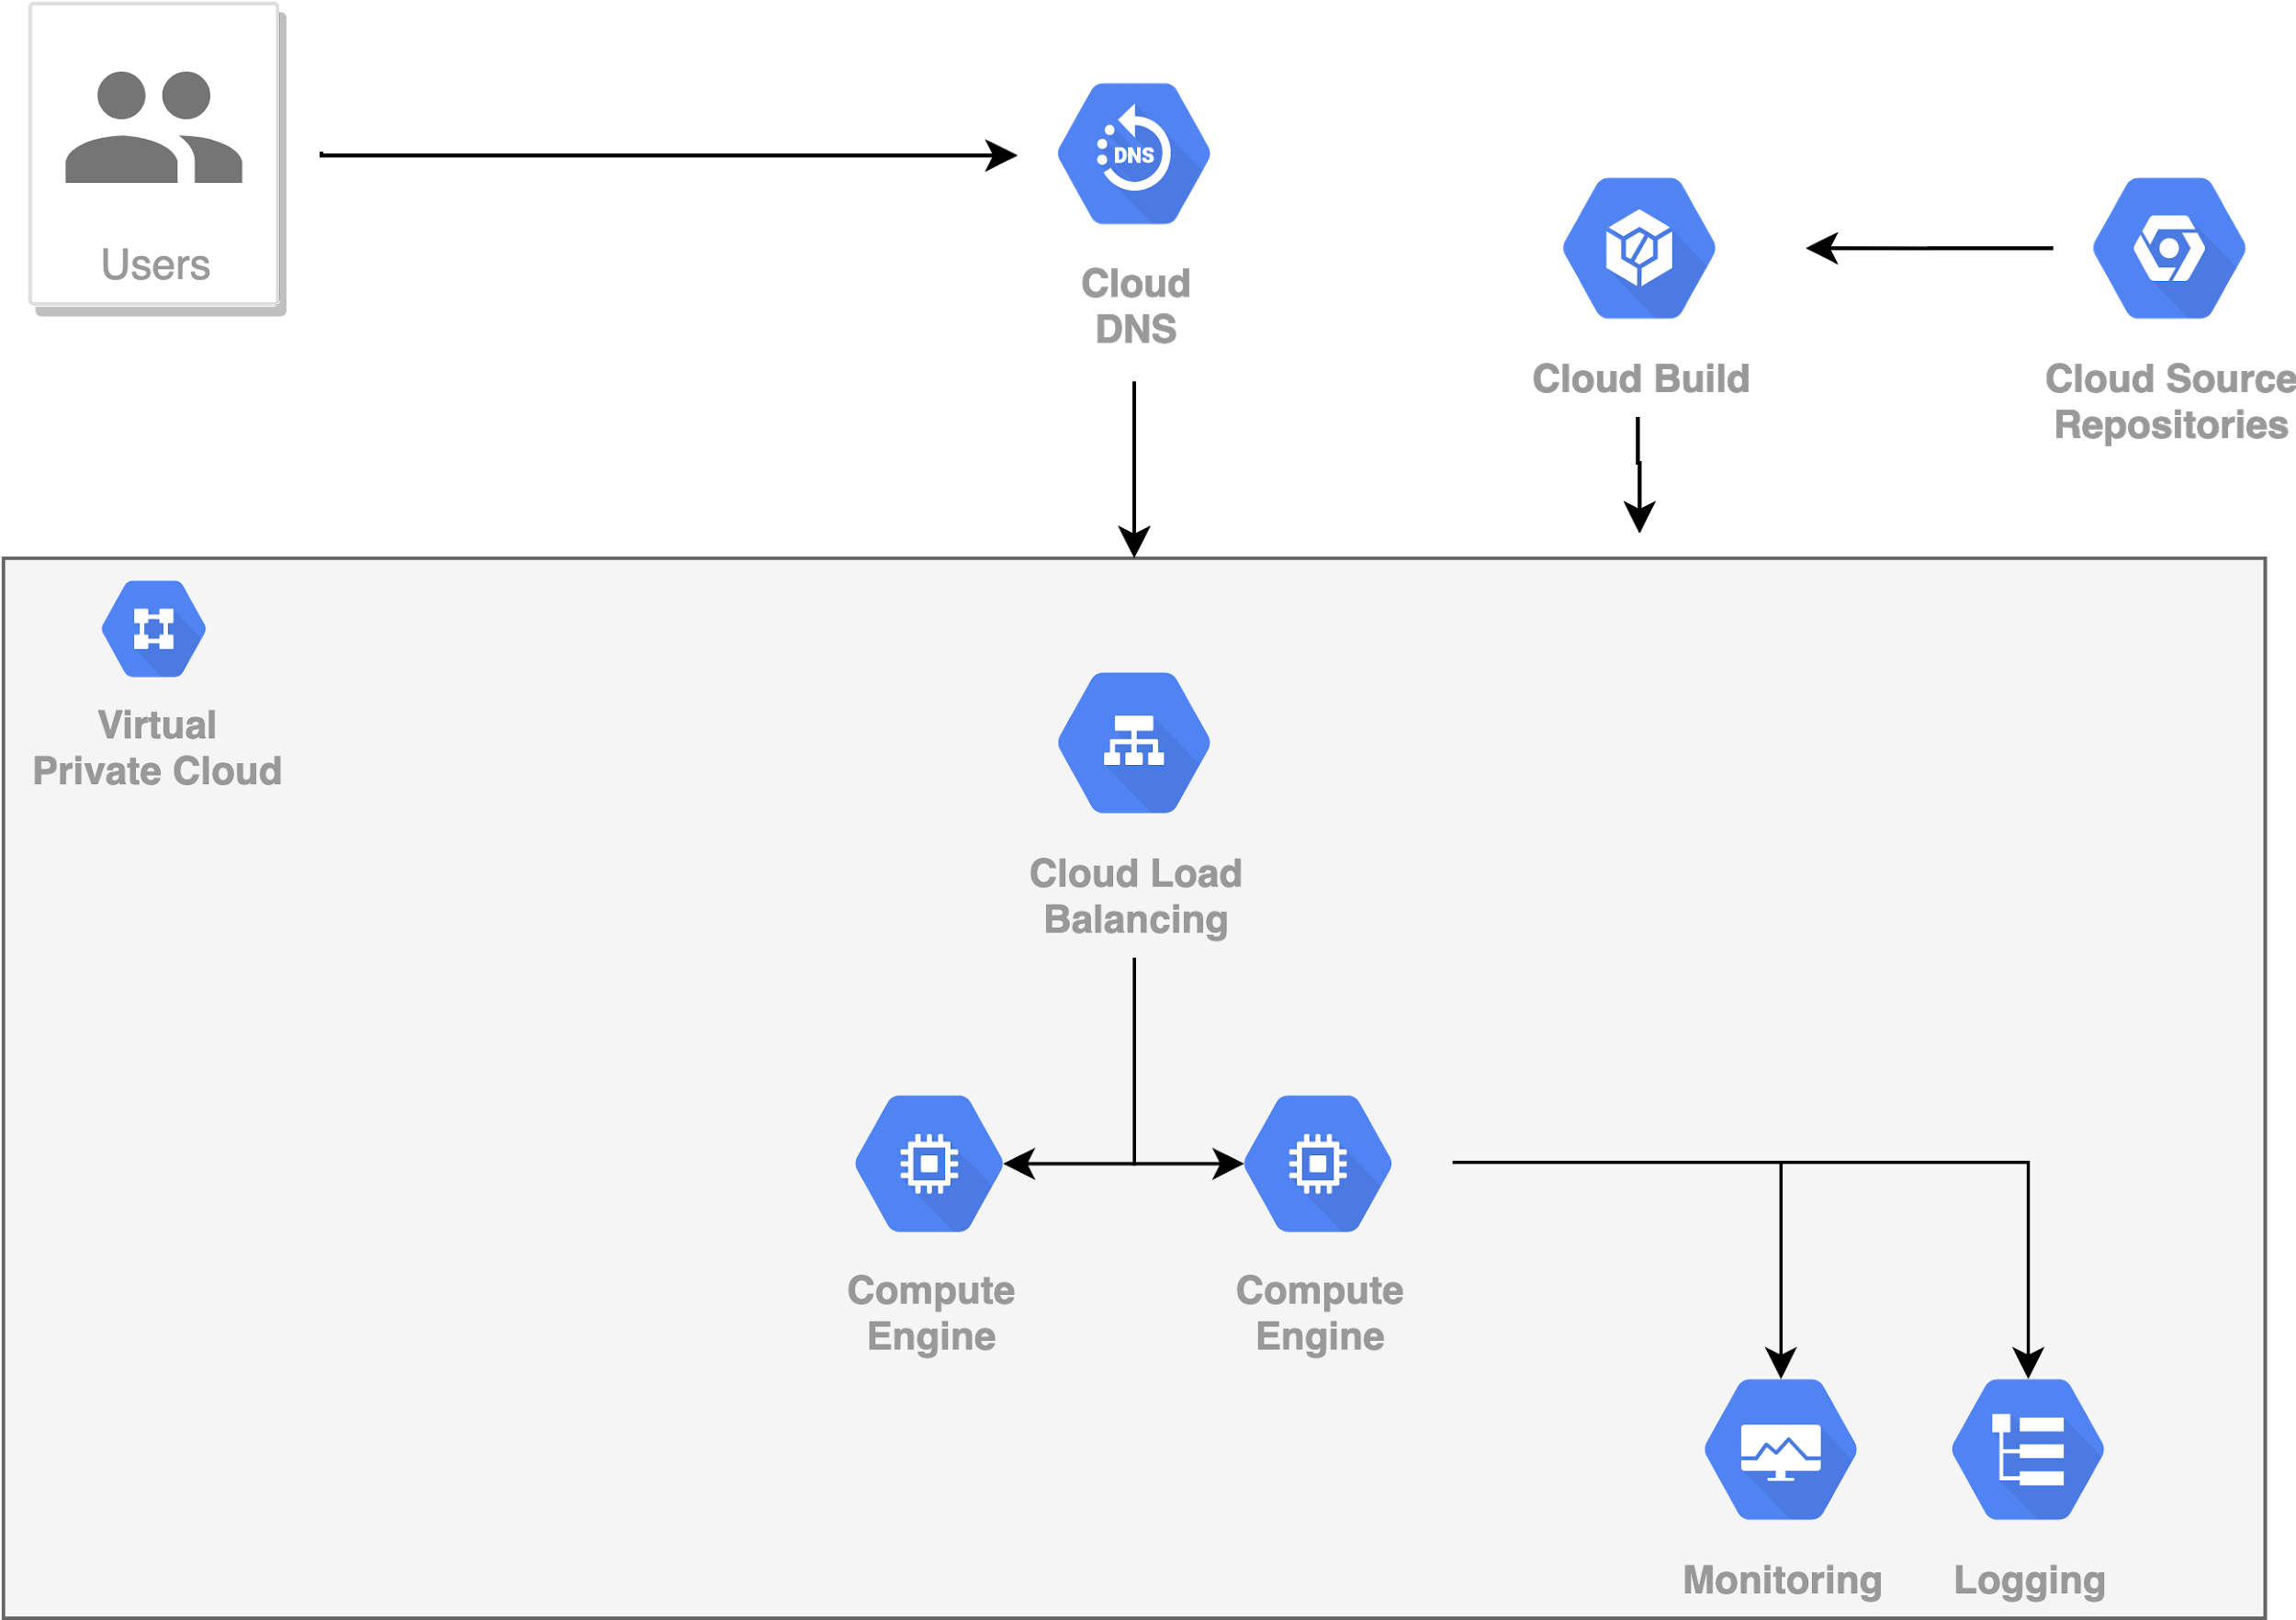 Users
DNS
Cloud
DNS
Cloud Build
Cloud Source
Repositories
Virtual
Private Cloud
Cloud Load
Balancing
Compute
Engine
Compute
Engine
Monitoring
Logging